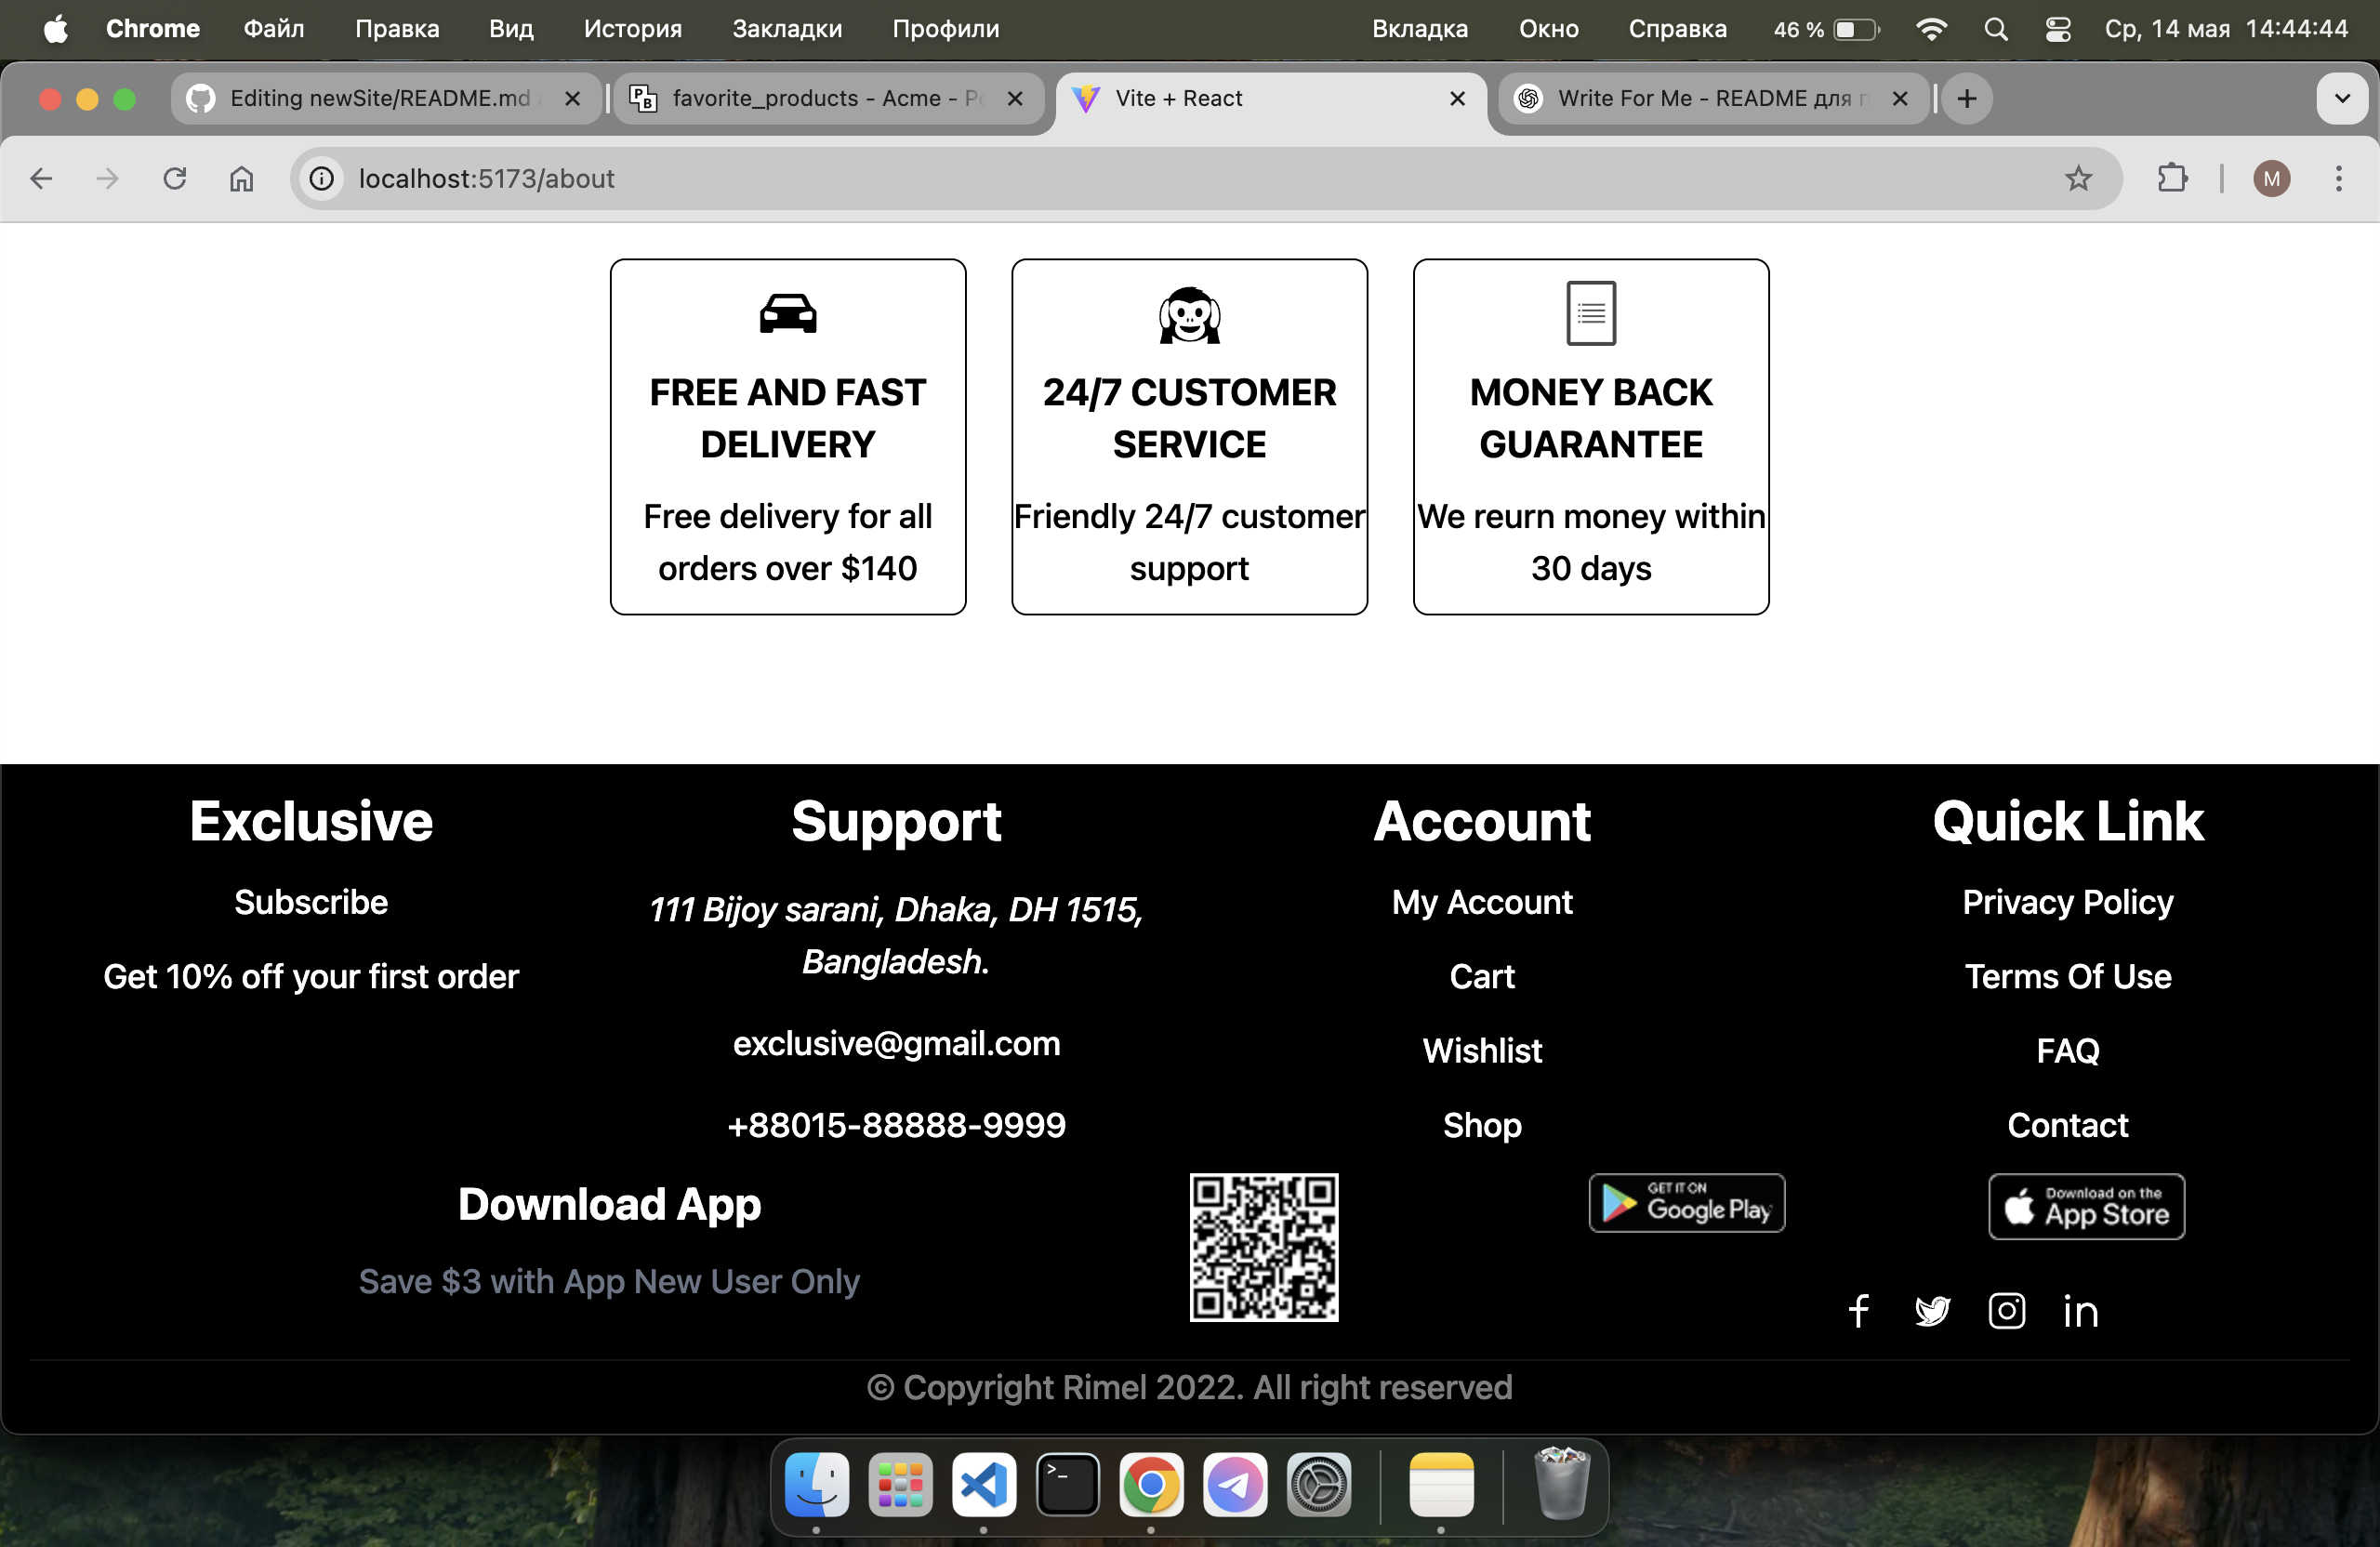 Chrome Файл Правка Вид История Закладки Профили Вкладка Окно Справка 46 % Ср, 14 мая 14:44:44
Editing newSite/README.md favorite_products - Acme - Po Vite + React Write For Me - README для п
localhost:5173/about M
FREE AND FAST
DELIVERY
Free delivery for all
orders over $140
24/7 CUSTOMER
SERVICE
Friendly 24/7 customer
support
MONEY BACK
GUARANTEE
We reurn money within
30 days
Exclusive
Subscribe
Get 10% off your first order
Support
111 Bijoy sarani, Dhaka, DH 1515,
Bangladesh.
exclusive@gmail.com
+88015-88888-9999
Account
My Account
Cart
Wishlist
Shop
Quick Link
Privacy Policy
Terms Of Use
FAQ
Contact
Download App
Save $3 with App New User Only
GET IT ON
Google Play
Download on the
App Store
© Copyright Rimel 2022. All right reserved